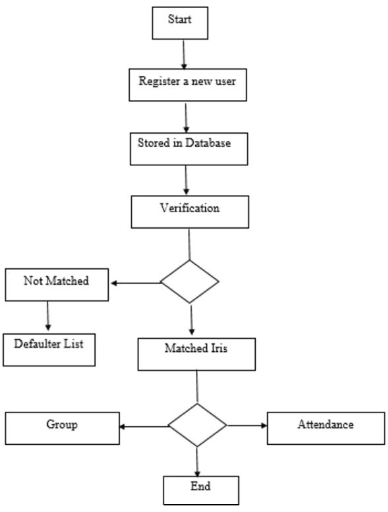 Start
Register a new user
Stored in Database
Verification
Not Matched
Defaulter List
Matched Iris
Group
Attendance
End